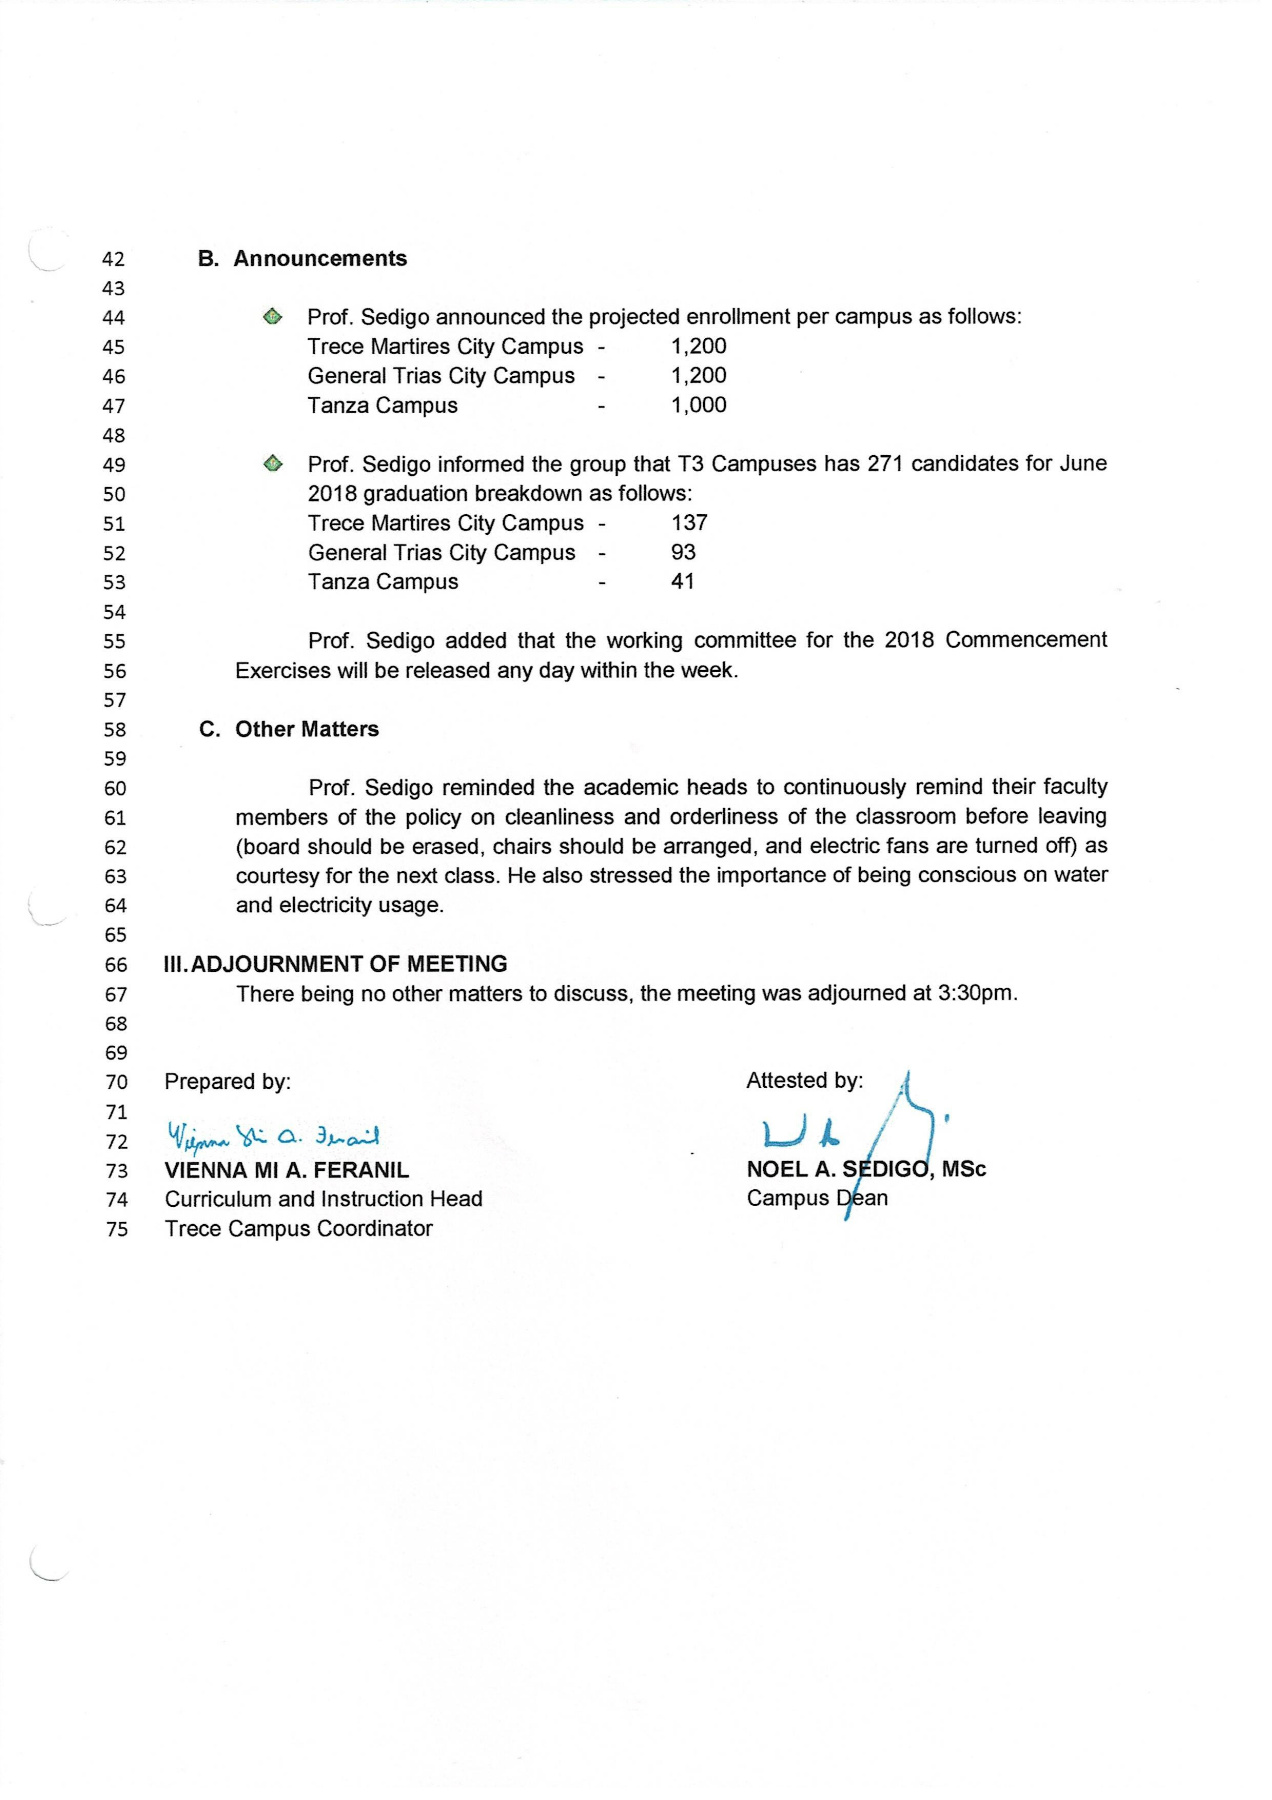 42 B. Announcements
43
44 Prof. Sedigo announced the projected enrollment per campus as follows:
45 Trece Martires City Campus - 1,200
46 General Trias City Campus - 1,200
47 Tanza Campus - 1,000
48
49 Prof. Sedigo informed the group that T3 Campuses has 271 candidates for June
50 2018 graduation breakdown as follows:
51 Trece Martires City Campus - 137
52 General Trias City Campus - 93
53 Tanza Campus - 41
54
55 Prof. Sedigo added that the working committee for the 2018 Commencement
56 Exercises will be released any day within the week.
57
58 C. Other Matters
59
60 Prof. Sedigo reminded the academic heads to continuously remind their faculty
61 members of the policy on cleanliness and orderliness of the classroom before leaving
62 (board should be erased, chairs should be arranged, and electric fans are turned off) as
63 courtesy for the next class. He also stressed the importance of being conscious on water
64 and electricity usage.
65
66 III. ADJOURNMENT OF MEETING
67 There being no other matters to discuss, the meeting was adjourned at 3:30pm.
68
69
70 Prepared by: Attested by:
71
72 Vienna Mi A. Feranil
73 VIENNA MI A. FERANIL NOEL A. SEDIGO, MSc
74 Curriculum and Instruction Head Campus Dean
75 Trece Campus Coordinator